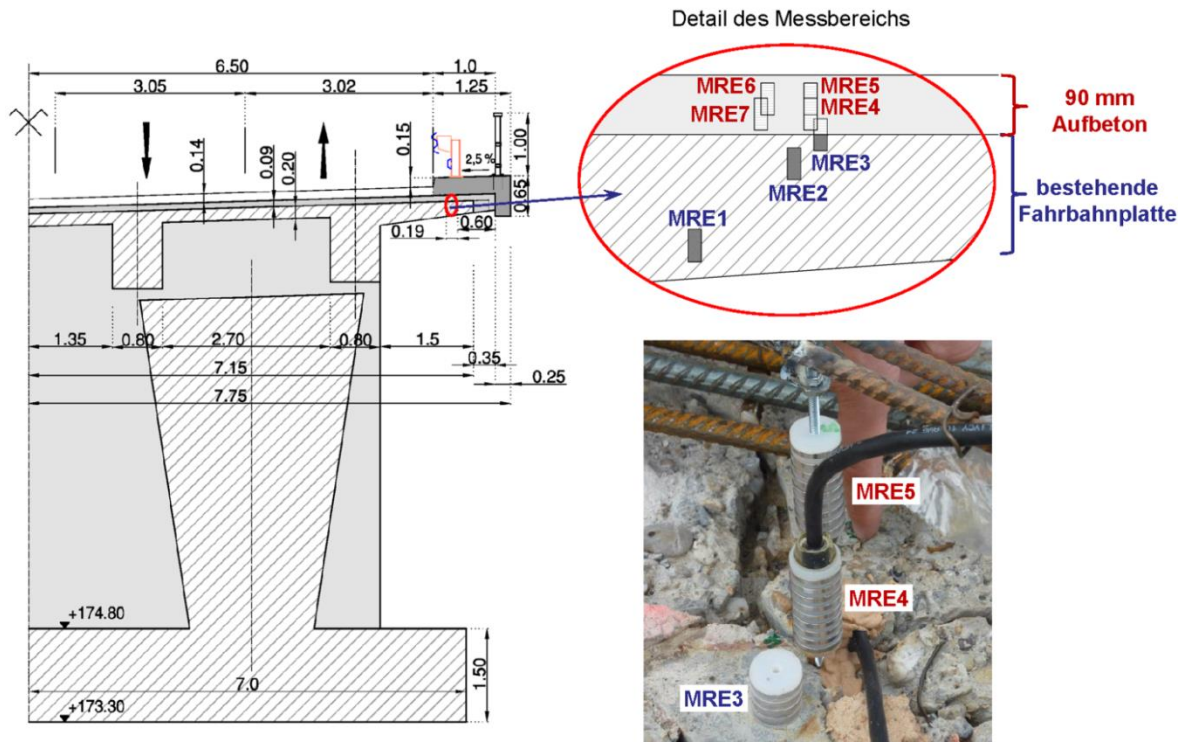 Detail des Messbereichs
6.50
1.0
3.05
3.02
1.25
0.14
0.09
0.20
0.15
2,5 %
1.00
0.65
0.60
0.19
1.35
0.80
2.70
0.80
1.5
0.35
7.15
0.25
7.75
+174.80
7.0
1.50
+173.30
MRE6
MRE5
MRE7
MRE4
MRE3
MRE2
MRE1
90 mm
Aufbeton
bestehende
Fahrbahnplatte
MRE5
MRE4
MRE3